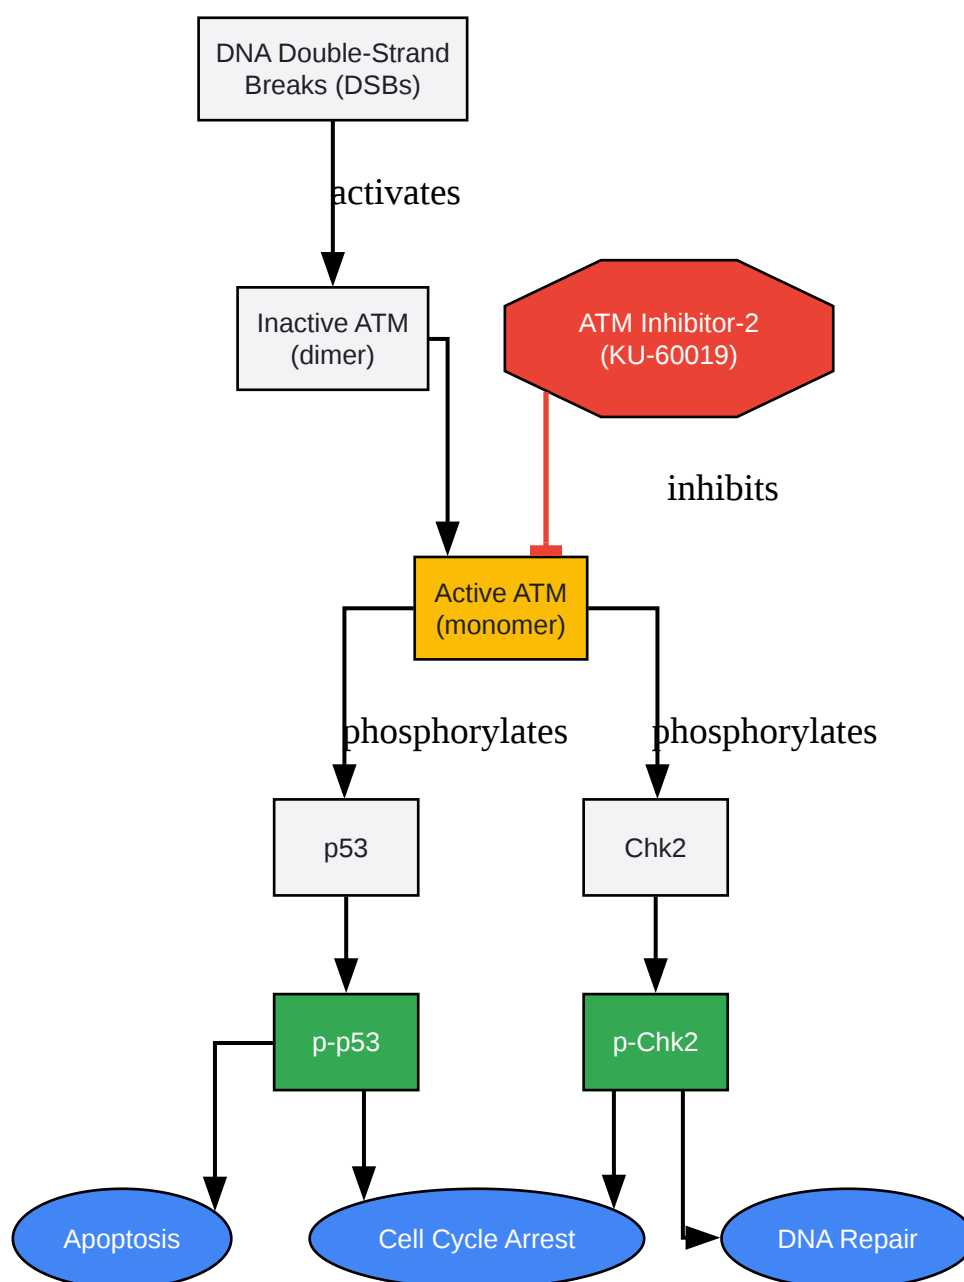 DNA Double-Strand
Breaks (DSBs)
activates
Inactive ATM
(dimer)
ATM Inhibitor-2
(KU-60019)
inhibits
Active ATM
(monomer)
phosphorylates
phosphorylates
p53
Chk2
p-p53
p-Chk2
Apoptosis
Cell Cycle Arrest
DNA Repair